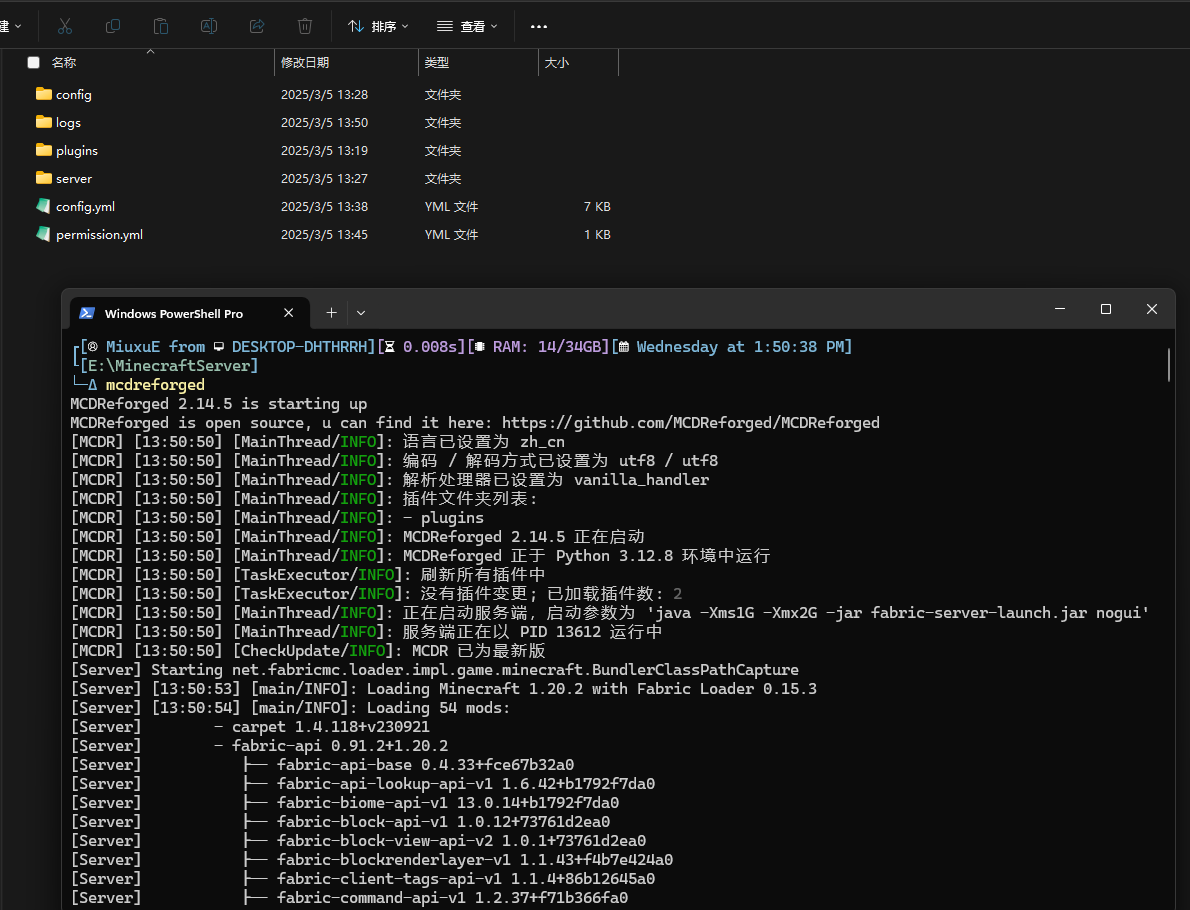 建
排序
查看
名称 修改日期 类型 大小
config 2025/3/5 13:28 文件夹
logs 2025/3/5 13:50 文件夹
plugins 2025/3/5 13:19 文件夹
server 2025/3/5 13:27 文件夹
config.yml 2025/3/5 13:38 YML 文件 7 KB
permission.yml 2025/3/5 13:45 YML 文件 1 KB
Windows PowerShell Pro
┌[ MiuxuE from DESKTOP-DHTHRRH][ 0.008s][ RAM: 14/34GB][ Wednesday at 1:50:38 PM]
└[E:\MinecraftServer]
└─Δ mcdreforged
MCDReforged 2.14.5 is starting up
MCDReforged is open source, u can find it here: https://github.com/MCDReforged/MCDReforged
[MCDR] [13:50:50] [MainThread/INFO]: 语言已设置为 zh_cn
[MCDR] [13:50:50] [MainThread/INFO]: 编码 / 解码方式已设置为 utf8 / utf8
[MCDR] [13:50:50] [MainThread/INFO]: 解析处理器已设置为 vanilla_handler
[MCDR] [13:50:50] [MainThread/INFO]: 插件文件夹列表:
[MCDR] [13:50:50] [MainThread/INFO]: - plugins
[MCDR] [13:50:50] [MainThread/INFO]: MCDReforged 2.14.5 正在启动
[MCDR] [13:50:50] [MainThread/INFO]: MCDReforged 正于 Python 3.12.8 环境中运行
[MCDR] [13:50:50] [TaskExecutor/INFO]: 刷新所有插件中
[MCDR] [13:50:50] [TaskExecutor/INFO]: 没有插件变更; 已加载插件数: 2
[MCDR] [13:50:50] [MainThread/INFO]: 正在启动服务端, 启动参数为 'java -Xms1G -Xmx2G -jar fabric-server-launch.jar nogui'
[MCDR] [13:50:50] [MainThread/INFO]: 服务端正在以 PID 13612 运行中
[MCDR] [13:50:50] [CheckUpdate/INFO]: MCDR 已为最新版
[Server] Starting net.fabricmc.loader.impl.game.minecraft.BundlerClassPathCapture
[Server] [13:50:53] [main/INFO]: Loading Minecraft 1.20.2 with Fabric Loader 0.15.3
[Server] [13:50:54] [main/INFO]: Loading 54 mods:
[Server] - carpet 1.4.118+v230921
[Server] - fabric-api 0.91.2+1.20.2
[Server] ├── fabric-api-base 0.4.33+fce67b32a0
[Server] ├── fabric-api-lookup-api-v1 1.6.42+b1792f7da0
[Server] ├── fabric-biome-api-v1 13.0.14+b1792f7da0
[Server] ├── fabric-block-api-v1 1.0.12+73761d2ea0
[Server] ├── fabric-block-view-api-v2 1.0.1+73761d2ea0
[Server] ├── fabric-blockrenderlayer-v1 1.1.43+f4b7e424a0
[Server] ├── fabric-client-tags-api-v1 1.1.4+86b12645a0
[Server] ├── fabric-command-api-v1 1.2.37+f71b366fa0